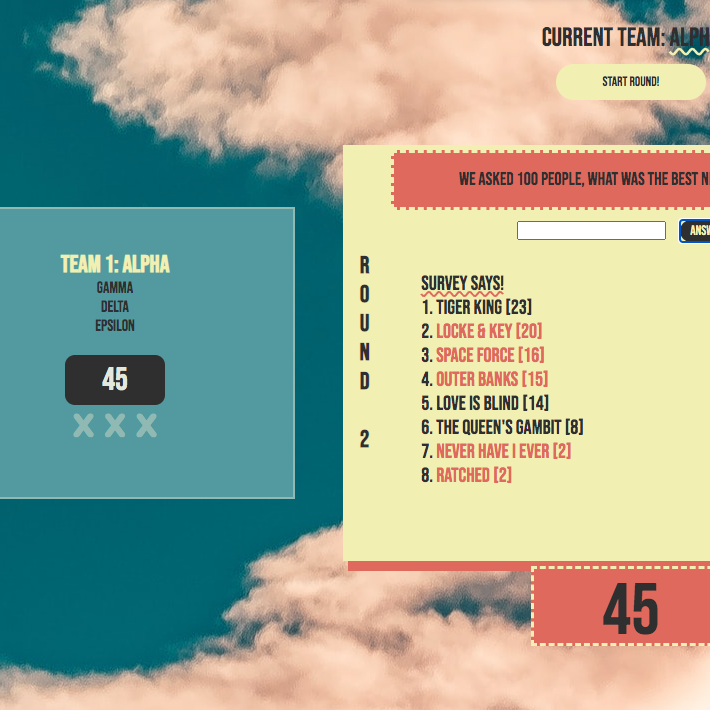 CURRENT TEAM: ALPH
START ROUND!
WE ASKED 100 PEOPLE, WHAT WAS THE BEST
TEAM 1: ALPHA
GAMMA
DELTA
EPSILON
45
X X X
ROUND 2
SURVEY SAYS!
1. TIGER KING [23]
2. LOCKE & KEY [20]
3. SPACE FORCE [16]
4. OUTER BANKS [15]
5. LOVE IS BLIND [14]
6. THE QUEEN'S GAMBIT [8]
7. NEVER HAVE I EVER [2]
8. RATCHED [2]
45